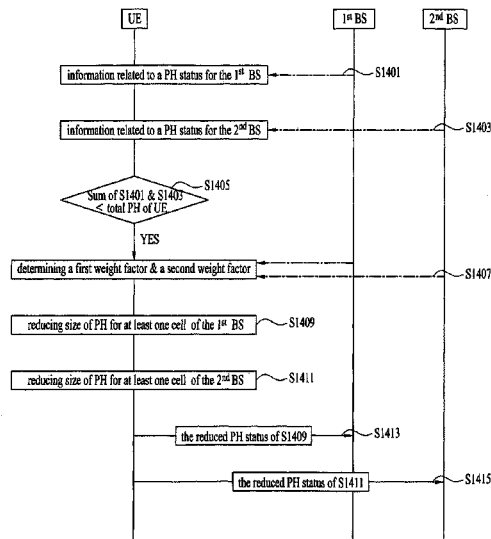 UE
1st BS
2nd BS
information related to a PH status for the 1st BS
S1401
information related to a PH status for the 2nd BS
S1403
S1405
Sum of S1401 & S1403
< total PH of UE
YES
determining a first weight factor & a second weight factor
S1407
reducing size of PH for at least one cell of the 1st BS
S1409
reducing size of PH for at least one cell of the 2nd BS
S1411
the reduced PH status of S1409
S1413
the reduced PH status of S1411
S1415